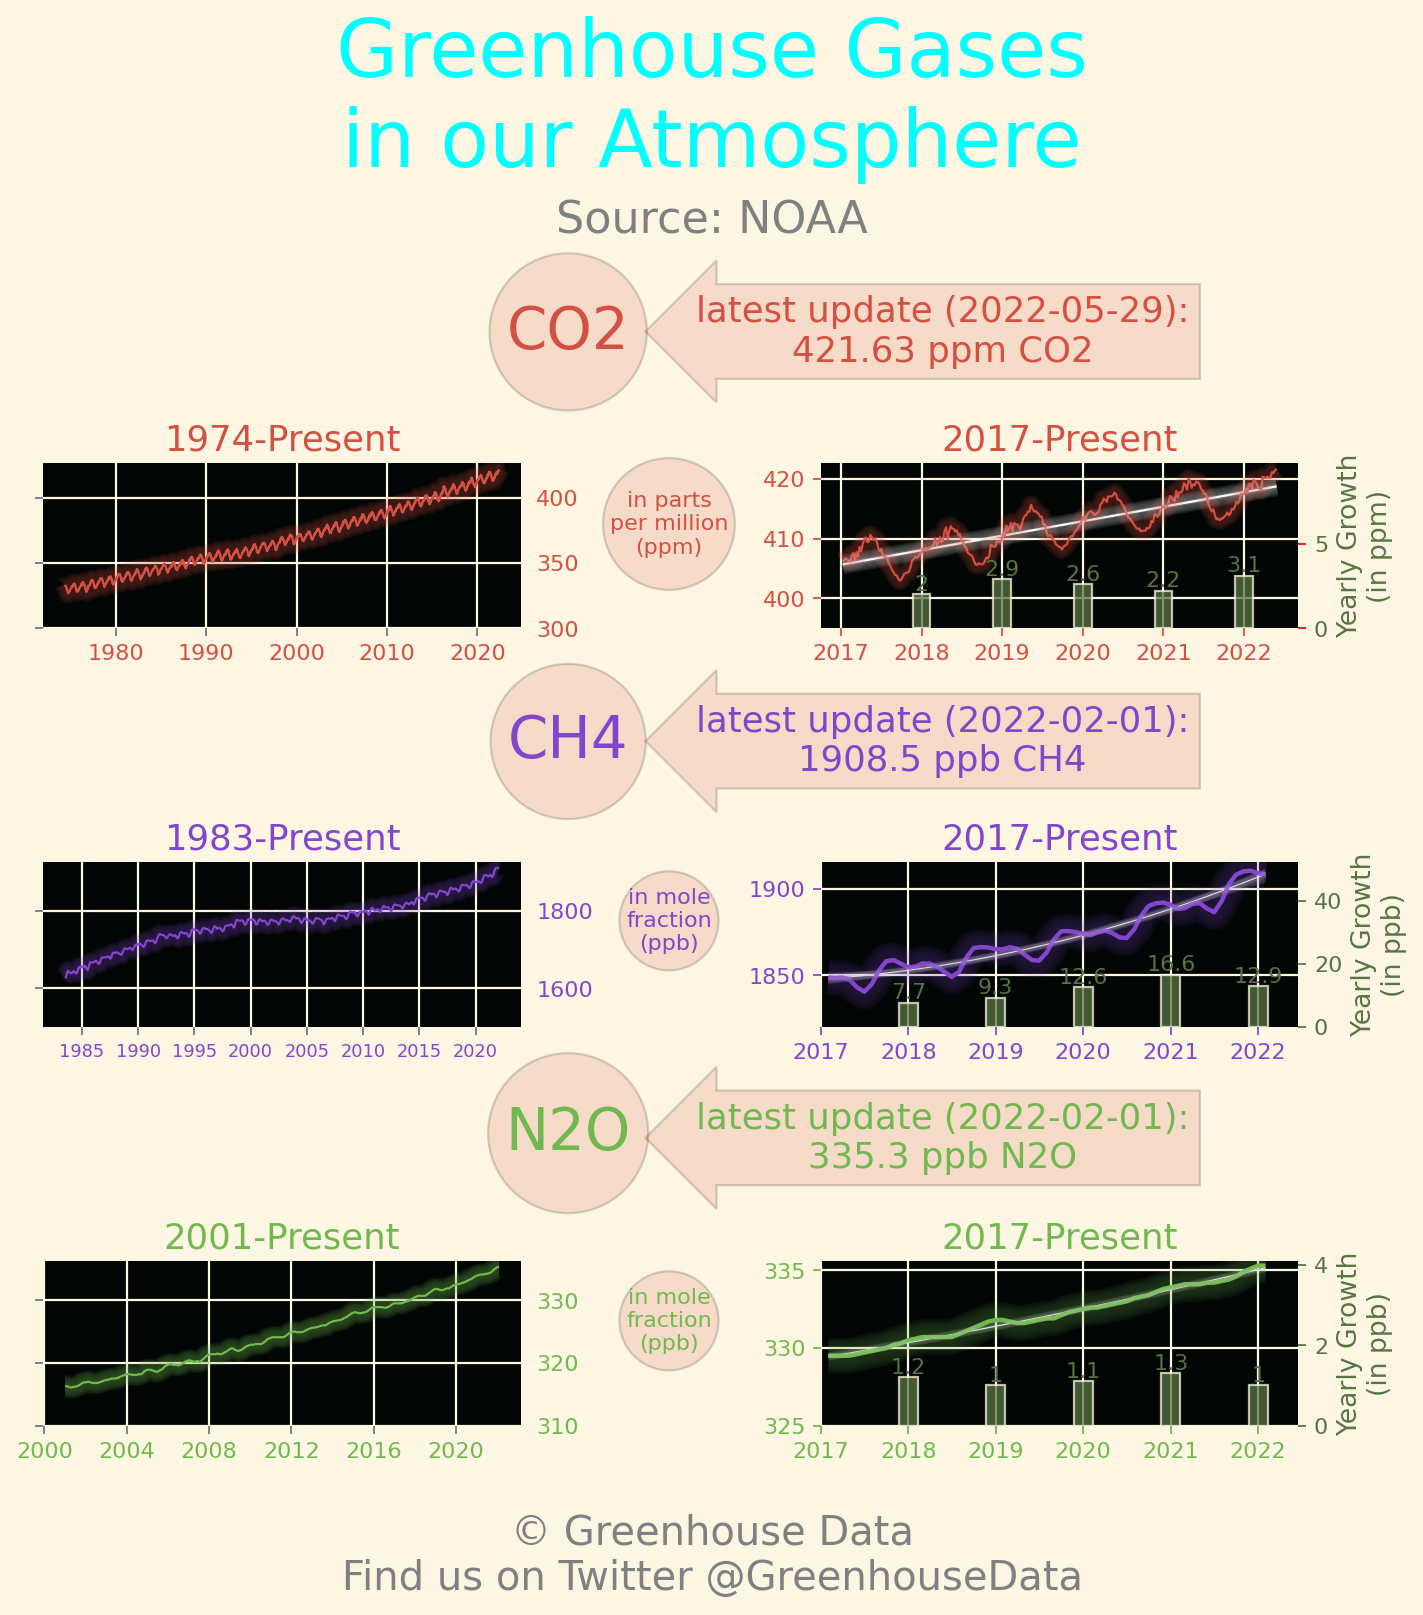 Greenhouse Gases
in our Atmosphere
Source: NOAA
CO2
latest update (2022-05-29):
421.63 ppm CO2
1974-Present
400
350
300
1980 1990 2000 2010 2020
in parts
per million
(ppm)
2017-Present
420
410
400
2 2.9 2.6 2.2 3.1
5
0
Yearly Growth
(in ppm)
2017 2018 2019 2020 2021 2022
CH4
latest update (2022-02-01):
1908.5 ppb CH4
1983-Present
1800
1600
1985 1990 1995 2000 2005 2010 2015 2020
in mole
fraction
(ppb)
2017-Present
1900
1850
7.7 9.3 12.6 16.6 12.9
40
20
0
Yearly Growth
(in ppb)
2017 2018 2019 2020 2021 2022
N2O
latest update (2022-02-01):
335.3 ppb N2O
2001-Present
330
320
310
2000 2004 2008 2012 2016 2020
in mole
fraction
(ppb)
2017-Present
335
330
325
1.2 1 1.1 1.3 1
4
2
0
Yearly Growth
(in ppb)
2017 2018 2019 2020 2021 2022
© Greenhouse Data
Find us on Twitter @GreenhouseData